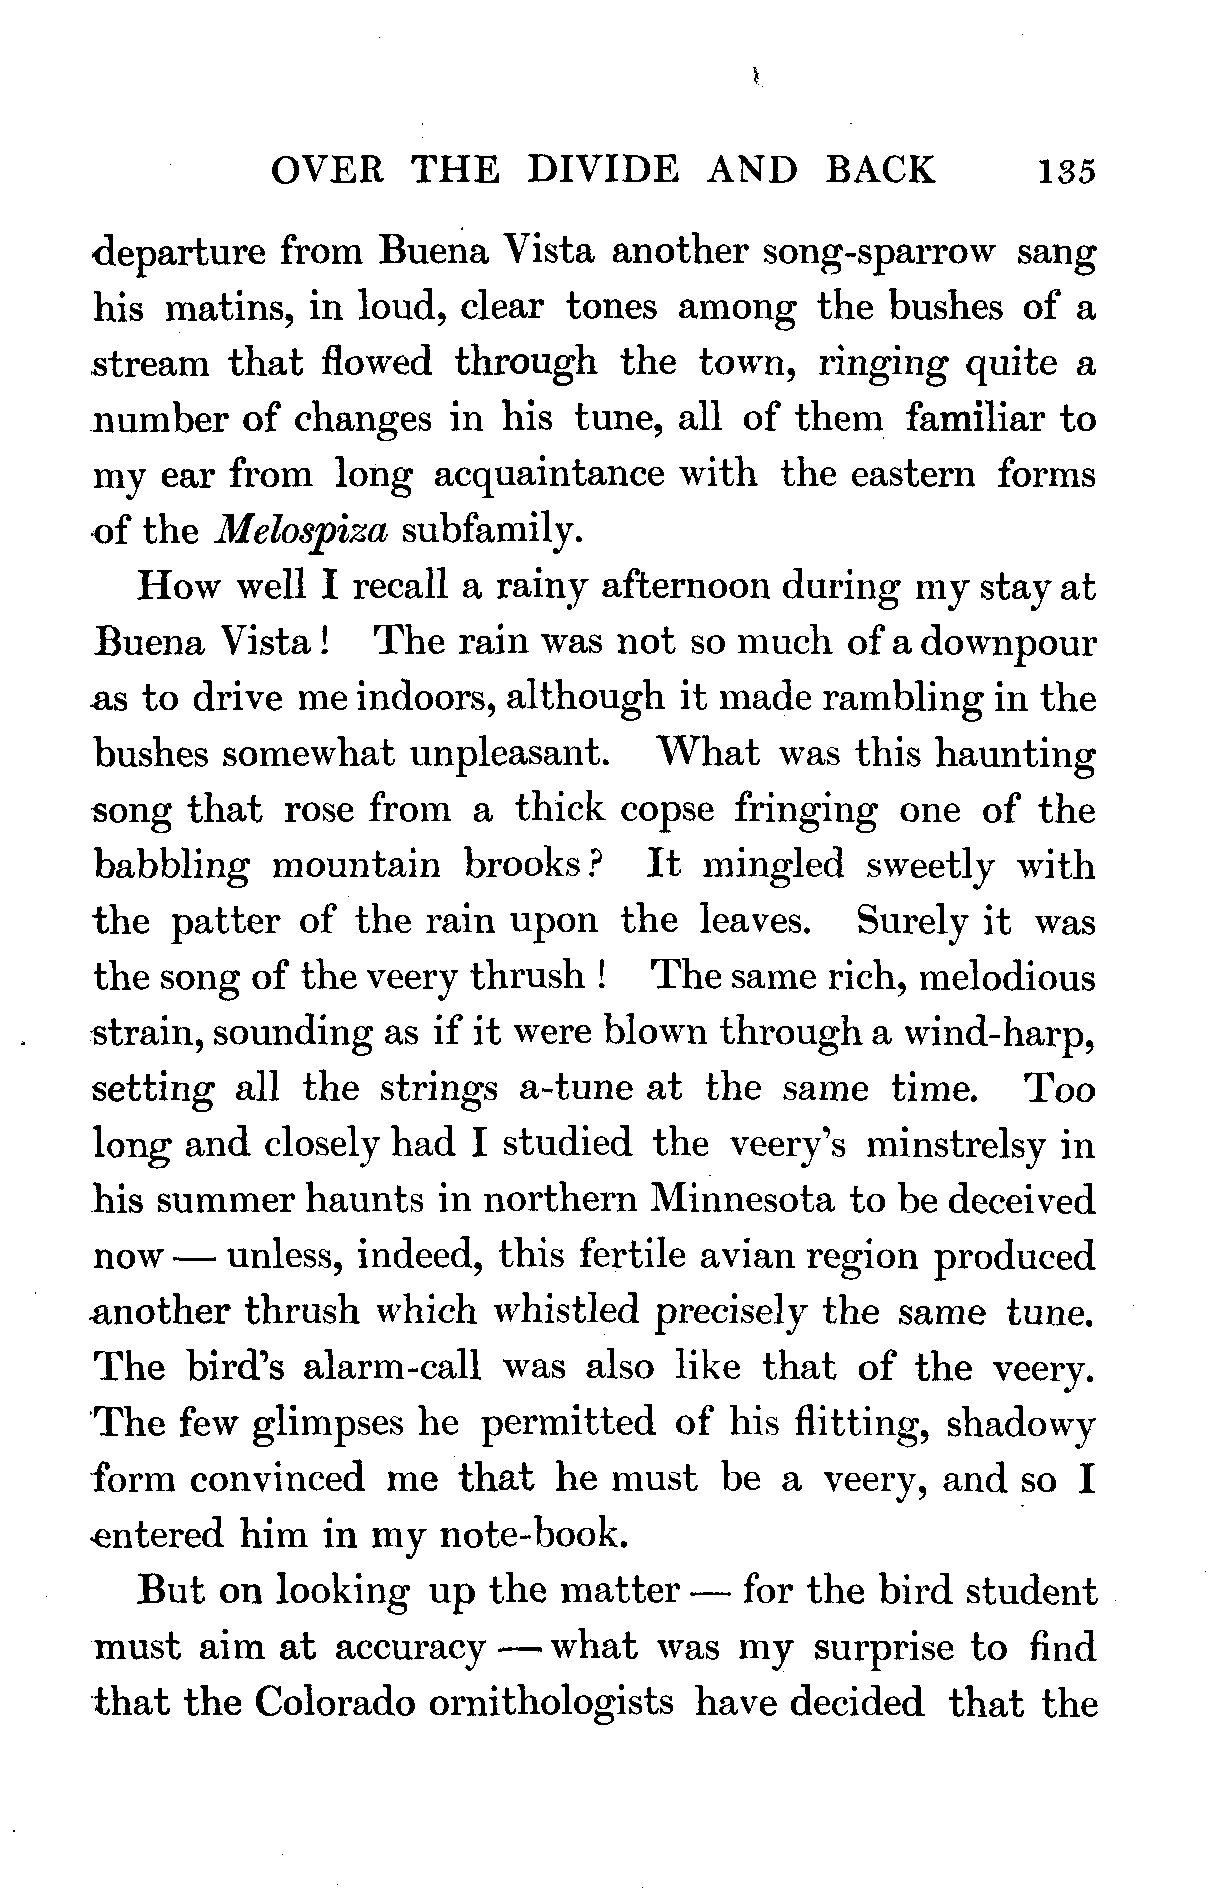 OVER THE DIVIDE AND BACK 135
departure from Buena Vista another song-sparrow sang
his matins, in loud, clear tones among the bushes of a
stream that flowed through the town, ringing quite a
number of changes in his tune, all of them familiar to
my ear from long acquaintance with the eastern forms
of the Melospiza subfamily.
How well I recall a rainy afternoon during my stay at
Buena Vista! The rain was not so much of a downpour
as to drive me indoors, although it made rambling in the
bushes somewhat unpleasant. What was this haunting
song that rose from a thick copse fringing one of the
babbling mountain brooks? It mingled sweetly with
the patter of the rain upon the leaves. Surely it was
the song of the veery thrush! The same rich, melodious
strain, sounding as if it were blown through a wind-harp,
setting all the strings a-tune at the same time. Too
long and closely had I studied the veery's minstrelsy in
his summer haunts in northern Minnesota to be deceived
now — unless, indeed, this fertile avian region produced
another thrush which whistled precisely the same tune.
The bird's alarm-call was also like that of the veery.
The few glimpses he permitted of his flitting, shadowy
form convinced me that he must be a veery, and so I
entered him in my note-book.
But on looking up the matter — for the bird student
must aim at accuracy — what was my surprise to find
that the Colorado ornithologists have decided that the